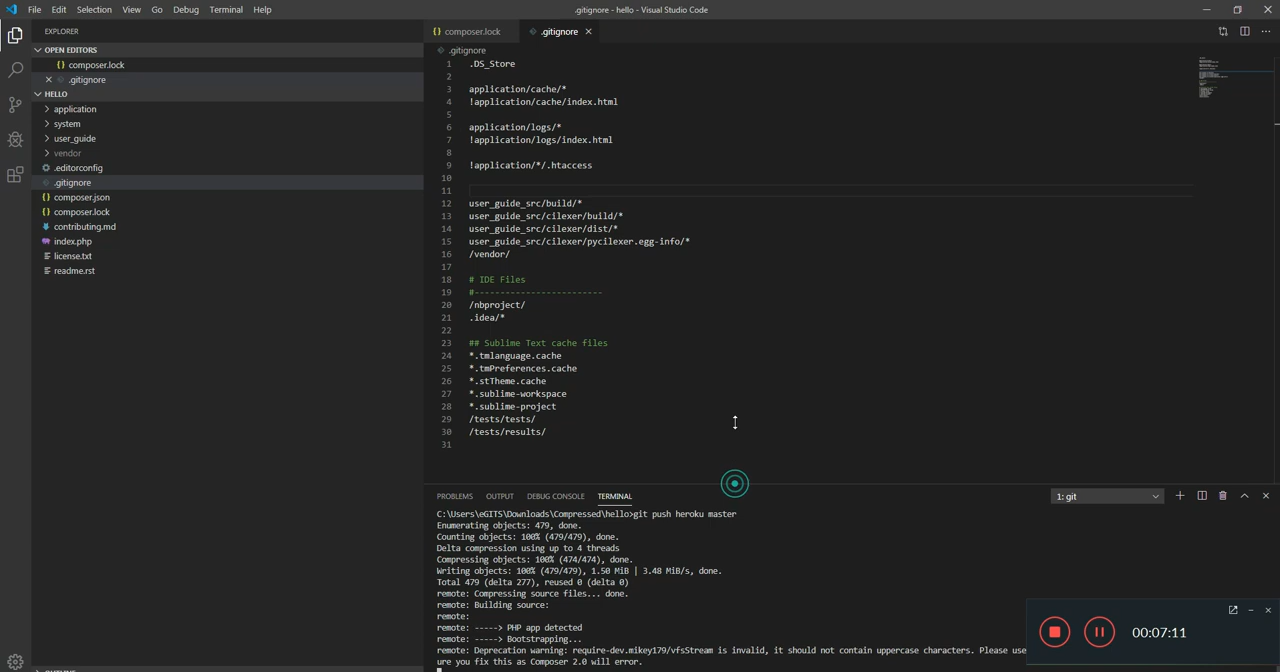 File Edit Selection View Go Debug Terminal Help
.gitignore - hello - Visual Studio Code
EXPLORER
OPEN EDITORS
{} composer.lock
.gitignore
HELLO
application
system
user_guide
vendor
.editorconfig
.gitignore
{} composer.json
{} composer.lock
contributing.md
index.php
license.txt
readme.rst
{} composer.lock
.gitignore
.gitignore
1 .DS_Store
2
3 application/cache/*
4 !application/cache/index.html
5
6 application/logs/*
7 !application/logs/index.html
8
9 !application/*/.htaccess
10
11
12 user_guide_src/build/*
13 user_guide_src/cilexer/build/*
14 user_guide_src/cilexer/dist/*
15 user_guide_src/cilexer/pycilexer.egg-info/*
16 /vendor/
17
18 # IDE Files
19 #-------------------------
20 /nbproject/
21 .idea/*
22
23 ## Sublime Text cache files
24 *.tmlanguage.cache
25 *.tmPreferences.cache
26 *.stTheme.cache
27 *.sublime-workspace
28 *.sublime-project
29 /tests/tests/
30 /tests/results/
31
PROBLEMS OUTPUT DEBUG CONSOLE TERMINAL
1: git
C:\Users\eGITS\Downloads\Compressed\hello>git push heroku master
Enumerating objects: 479, done.
Counting objects: 100% (479/479), done.
Delta compression using up to 4 threads
Compressing objects: 100% (474/474), done.
Writing objects: 100% (479/479), 1.50 MiB | 3.48 MiB/s, done.
Total 479 (delta 277), reused 0 (delta 0)
remote: Compressing source files... done.
remote: Building source:
remote:
remote: -----> PHP app detected
remote: -----> Bootstrapping...
remote: Deprecation warning: require-dev.mikey179/vfsStream is invalid, it should not contain uppercase characters. Please use
ure you fix this as Composer 2.0 will error.
00:07:11